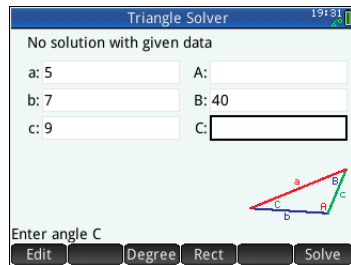 Triangle Solver 19:31
No solution with given data
a: 5 A:
b: 7 B: 40
c: 9 C:
a B
c
C A
b
Enter angle C
Edit Degree Rect Solve